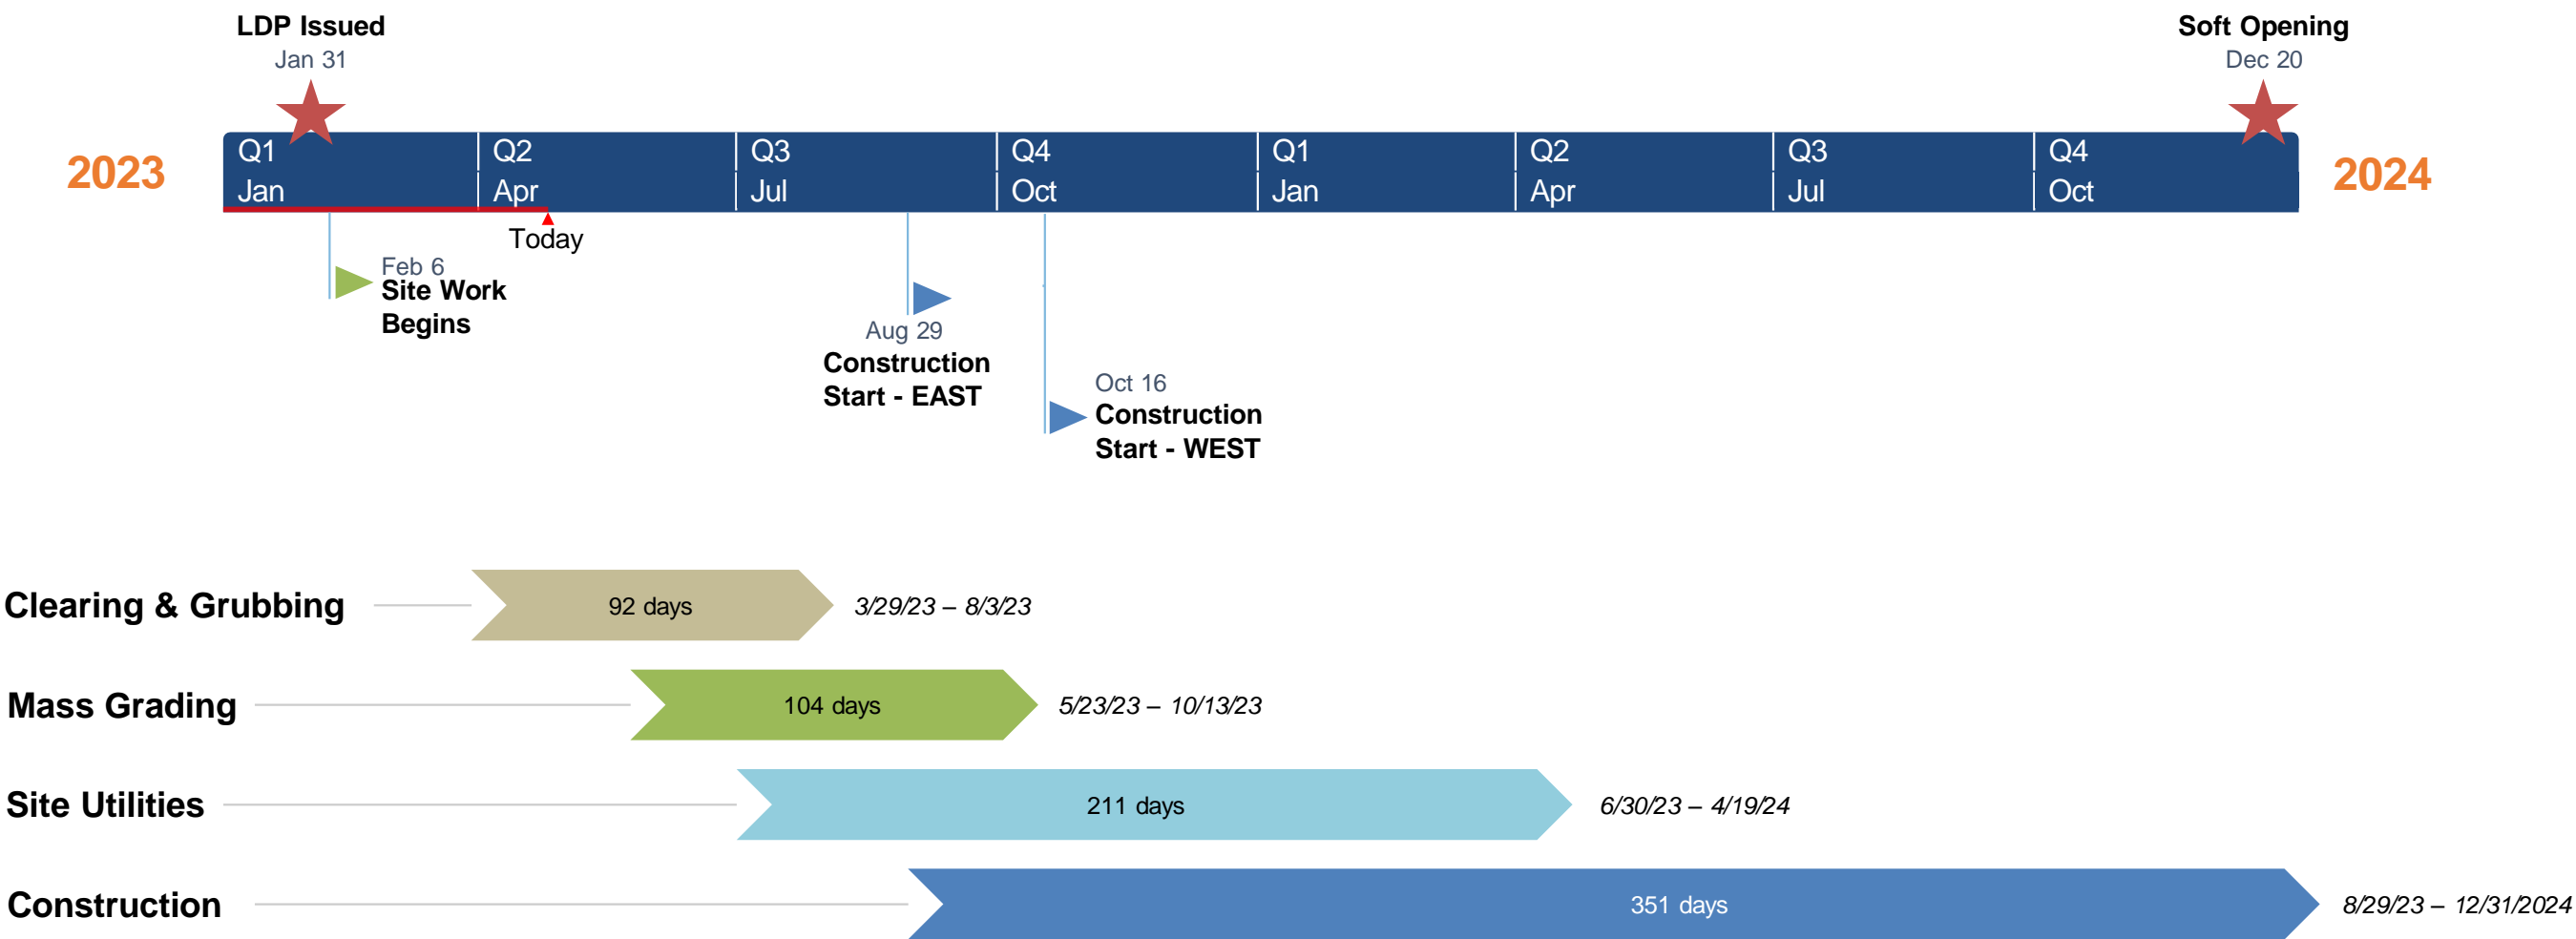 LDP Issued
Jan 31
Soft Opening
Dec 20
2023
Q1
Q2
Q3
Q4
Q1
Q2
Q3
Q4
2024
Jan
Apr
Jul
Oct
Jan
Apr
Jul
Oct
Today
Feb 6
Site Work
Begins
Aug 29
Construction
Start - EAST
Oct 16
Construction
Start - WEST
Clearing & Grubbing
92 days
3/29/23 – 8/3/23
Mass Grading
104 days
5/23/23 – 10/13/23
Site Utilities
211 days
6/30/23 – 4/19/24
Construction
351 days
8/29/23 – 12/31/2024